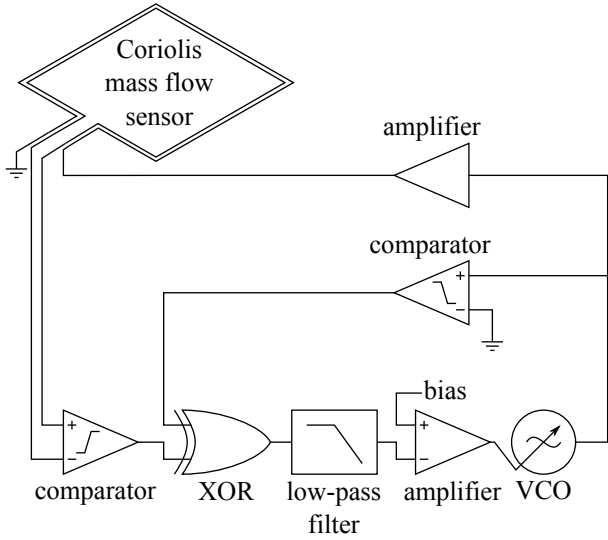 Coriolis
mass flow
sensor
amplifier
comparator
+
−
bias
+
−
+
−
comparator
XOR
low-pass
filter
amplifier
VCO